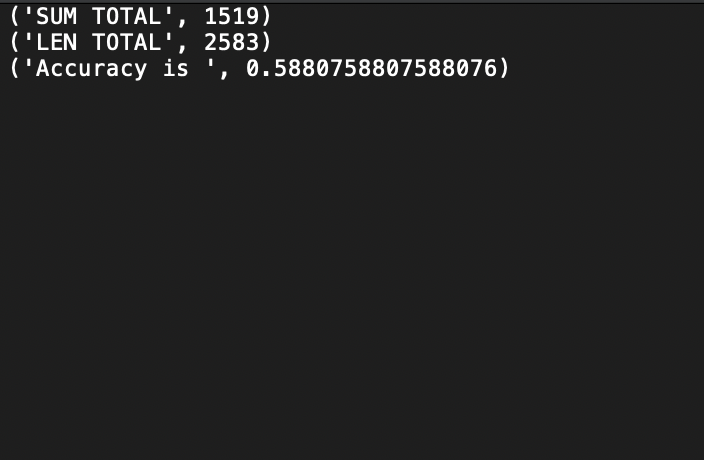 ('SUM TOTAL', 1519)
('LEN TOTAL', 2583)
('Accuracy is ', 0.5880758807588076)